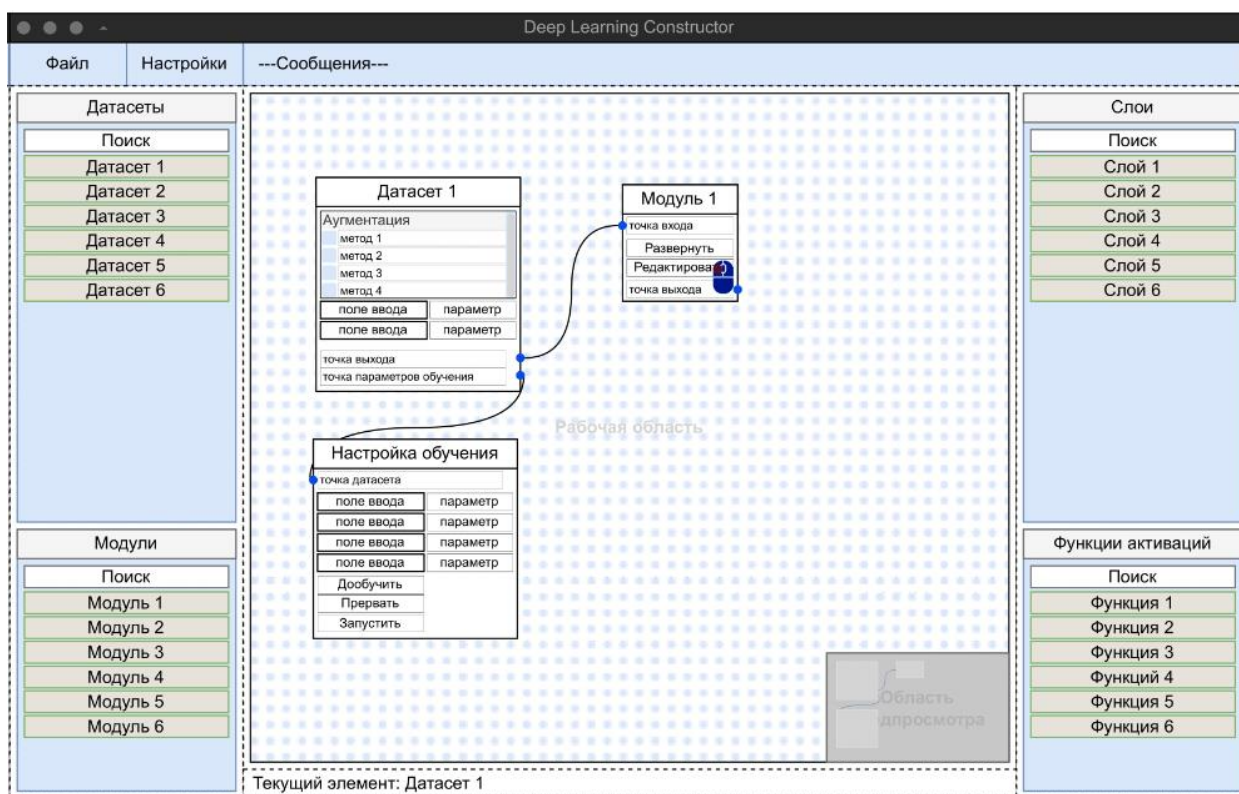 Deep Learning Constructor
Файл
Настройки
---Сообщения---
Датасеты
Поиск
Датасет 1
Датасет 2
Датасет 3
Датасет 4
Датасет 5
Датасет 6
Модули
Поиск
Модуль 1
Модуль 2
Модуль 3
Модуль 4
Модуль 5
Модуль 6
Датасет 1
Аугментация
метод 1
метод 2
метод 3
метод 4
поле ввода параметр
поле ввода параметр
точка выхода
точка параметров обучения
Модуль 1
точка входа
Развернуть
Редактироват
точка выхода
Рабочая область
Настройка обучения
точка датасета
поле ввода параметр
поле ввода параметр
поле ввода параметр
поле ввода параметр
Дообучить
Прервать
Запустить
Область
дпросмотра
Текущий элемент: Датасет 1
Слои
Поиск
Слой 1
Слой 2
Слой 3
Слой 4
Слой 5
Слой 6
Функции активаций
Поиск
Функция 1
Функция 2
Функция 3
Функций 4
Функция 5
Функция 6